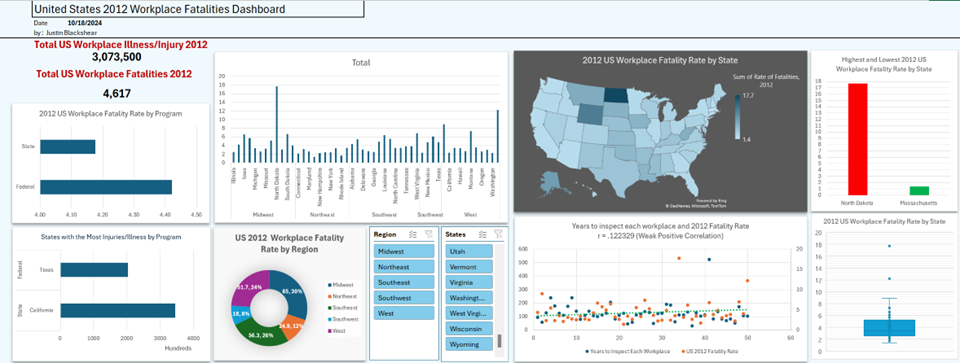 United States 2012 Workplace Fatalities Dashboard
Date 10/18/2024
by: Justin Blackshear
Total US Workplace Illness/Injury 2012
3,073,500
Total US Workplace Fatalities 2012
4,617
2012 US Workplace Fatality Rate by Program
State
Federal
4.00 4.10 4.20 4.30 4.40 4.50
States with the Most Injuries/Illness by Program
Federal
Texas
State
California
0 1000 2000 3000 4000
Hundreds
Total
20
18
16
14
12
10
8
6
4
2
0
Illinois
Iowa
Michigan
Missouri
North Dakota
South Dakota
Connecticut
Maryland
New Hampshire
New York
Rhode Island
Alabama
Delaware
Georgia
Louisiana
North Carolina
Tennessee
West Virginia
New Mexico
Texas
California
Hawaii
Montana
Oregon
Washington
Midwest Northeast Southeast Southwest West
US 2012 Workplace Fatality
Rate by Region
51.7, 24%
65, 30%
18, 8%
24.9, 12%
56.3, 26%
Midwest
Northeast
Southeast
Southwest
West
Region
Midwest
Northeast
Southeast
Southwest
West
States
Utah
Vermont
Virginia
Washingt...
West Virgi...
Wisconsin
Wyoming
2012 US Workplace Fatality Rate by State
Sum of Rate of Fatalities,
2012
17.7
1.4
Powered by Bing
© GeoNames, Microsoft, TomTom
Years to inspect each workplace and 2012 Fatality Rate
r = .122329 (Weak Positive Correlation)
600
500
400
300
200
100
0
20
15
10
5
0
0 10 20 30 40 50 60
Years to Inspect Each Workplace US 2012 Fatality Rate
Highest and Lowest 2012 US
Workplace Fatality Rate by State
18
17
16
15
14
13
12
11
10
9
8
7
6
5
4
3
2
1
0
North Dakota Massachusetts
2012 US Workplace Fatality Rate by State
20
18
16
14
12
10
8
6
4
2
0